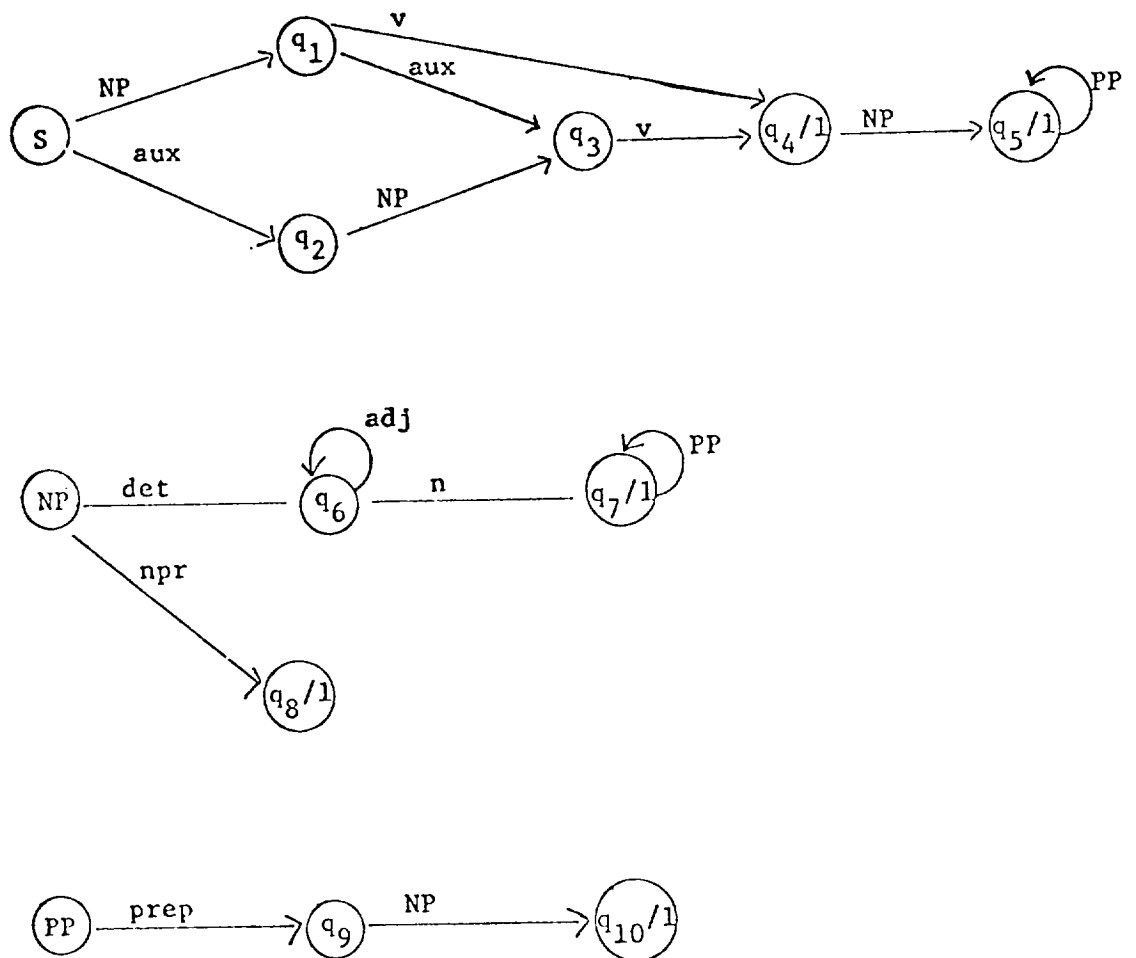 v
q1
aux
NP
PP
S
q3
v
q4/1
NP
q5/1
aux
NP
q2
adj
PP
NP
det
q6
n
q7/1
npr
q8/1
PP
prep
q9
NP
q10/1